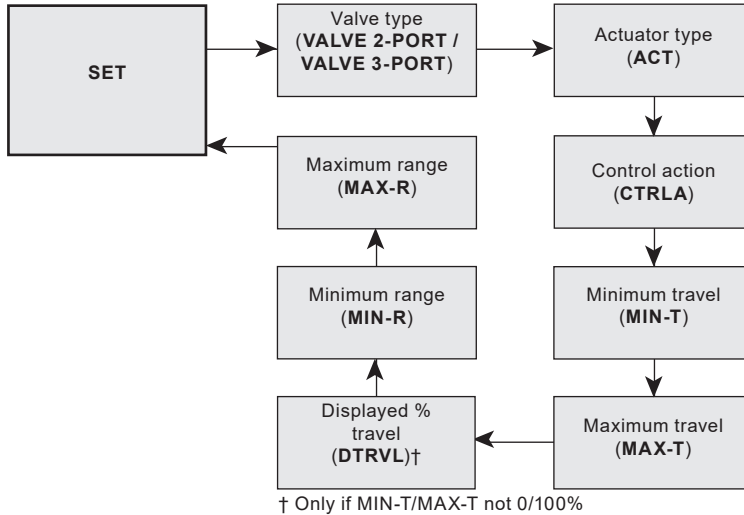 SET
Valve type
(VALVE 2-PORT /
VALVE 3-PORT)
Actuator type
(ACT)
Control action
(CTRLA)
Minimum travel
(MIN-T)
Maximum travel
(MAX-T)
Displayed %
travel
(DTRVL)†
Minimum range
(MIN-R)
Maximum range
(MAX-R)
† Only if MIN-T/MAX-T not 0/100%